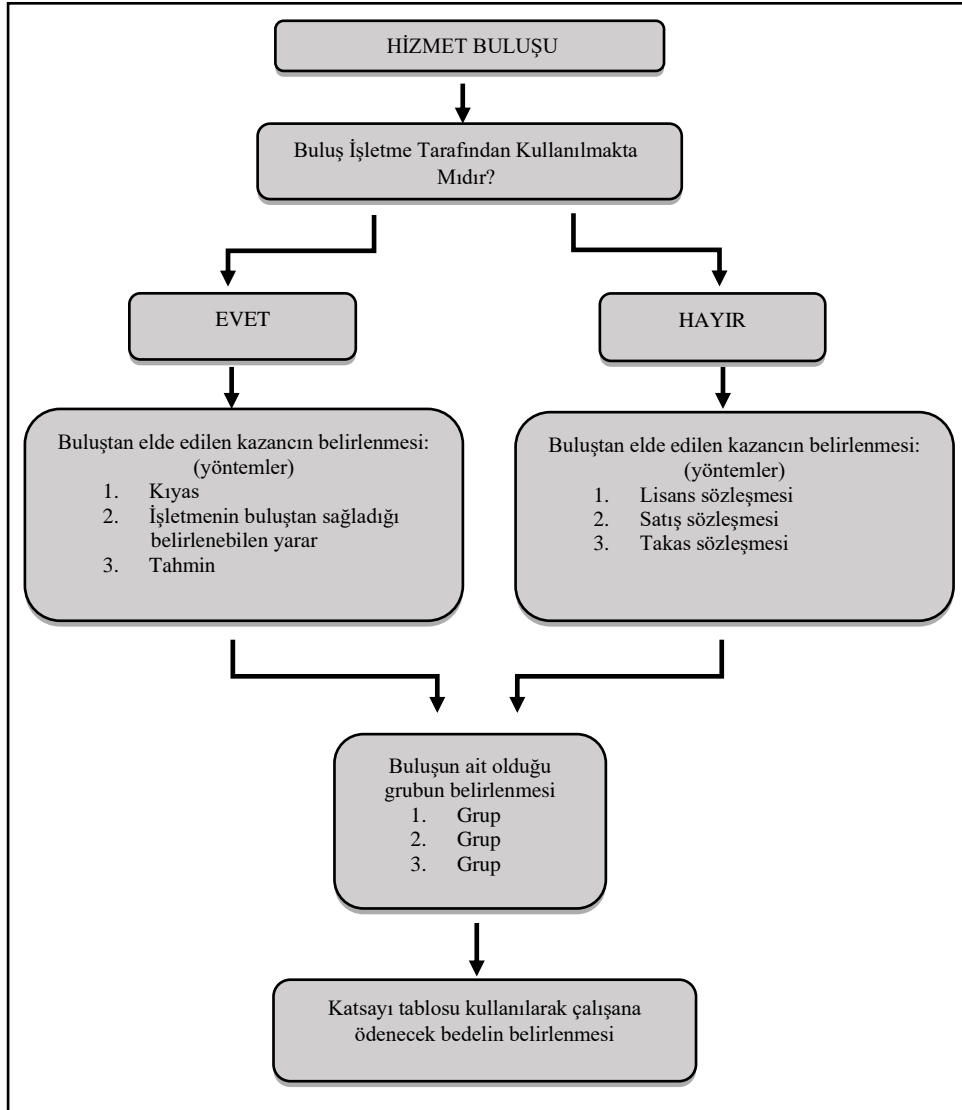 HİZMET BULUŞU
Buluş İşletme Tarafından Kullanılmakta
Mıdır?
EVET
HAYIR
Buluştan elde edilen kazancın belirlenmesi:
(yöntemler)
1. Kıyas
2. İşletmenin buluştan sağladığı
belirlenebilen yarar
3. Tahmin
Buluştan elde edilen kazancın belirlenmesi:
(yöntemler)
1. Lisans sözleşmesi
2. Satış sözleşmesi
3. Takas sözleşmesi
Buluşun ait olduğu
grubun belirlenmesi
1. Grup
2. Grup
3. Grup
Katsayı tablosu kullanılarak çalışana
ödenecek bedelin belirlenmesi